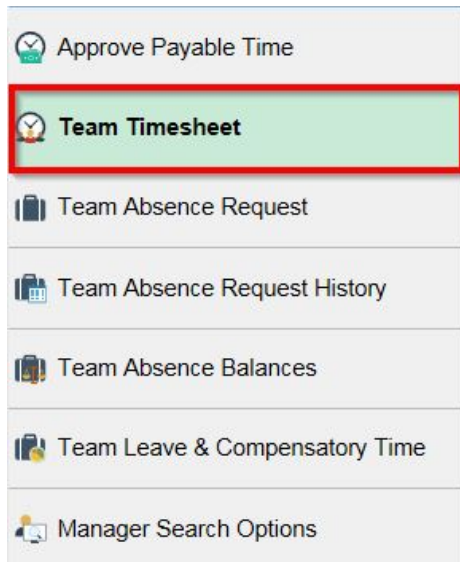 Approve Payable Time
Team Timesheet
Team Absence Request
Team Absence Request History
Team Absence Balances
Team Leave & Compensatory Time
Manager Search Options